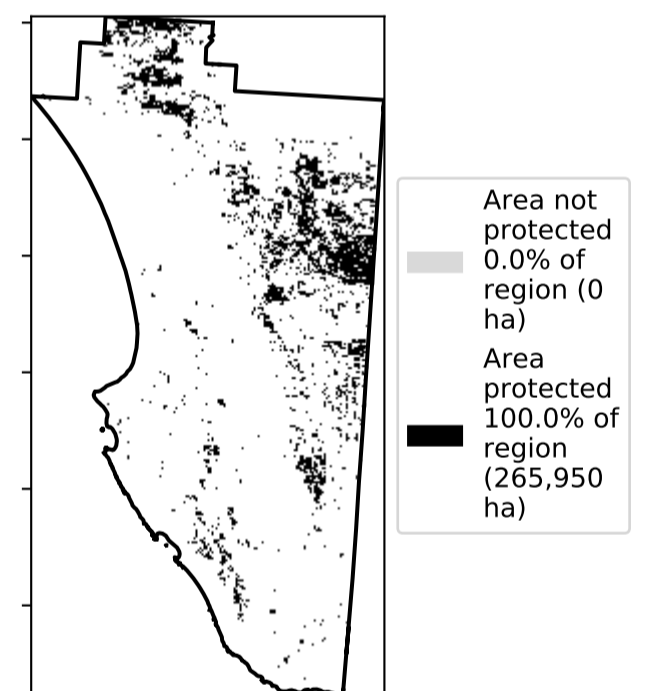 Area not
protected
0.0% of
region (0
ha)
Area
protected
100.0% of
region
(265,950
ha)